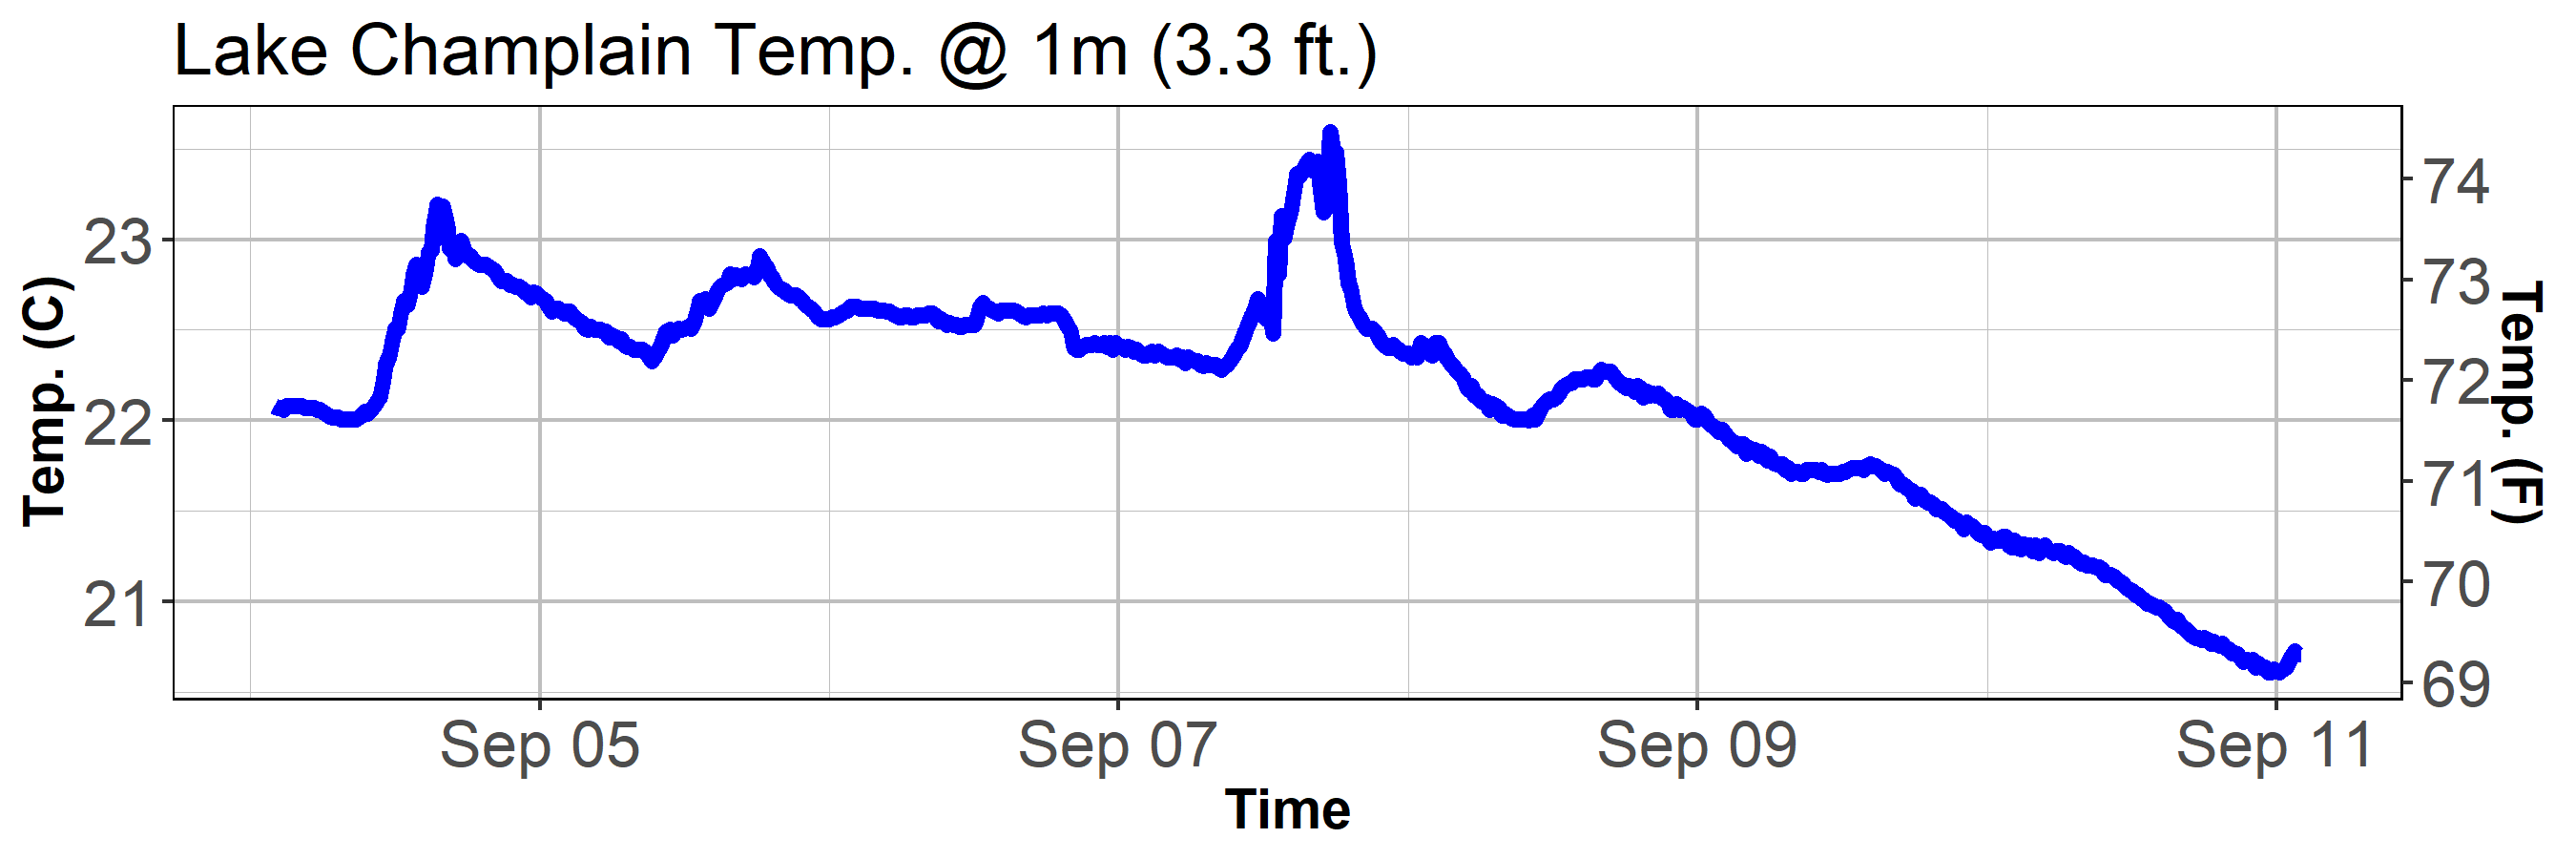 Lake Champlain Temp. @ 1m (3.3 ft.)
Temp. (C)
23
22
21
74
73
72
71
70
69
Temp. (F)
Sep 05
Sep 07
Sep 09
Sep 11
Time